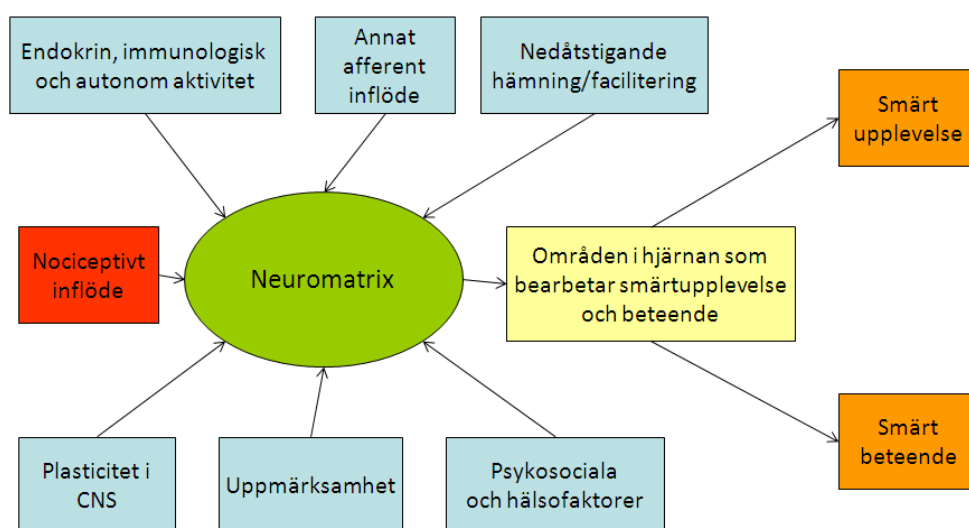 Endokrin, immunologisk
och autonom aktivitet
Annat
afferent
inflöde
Nedåtstigande
hämning/facilitering
Smärt
upplevelse
Nociceptivt
inflöde
Neuromatrix
Områden i hjärnan som
bearbetar smärtupplevelse
och beteende
Smärt
beteende
Plasticitet i
CNS
Uppmärksamhet
Psykosociala
och hälsofaktorer